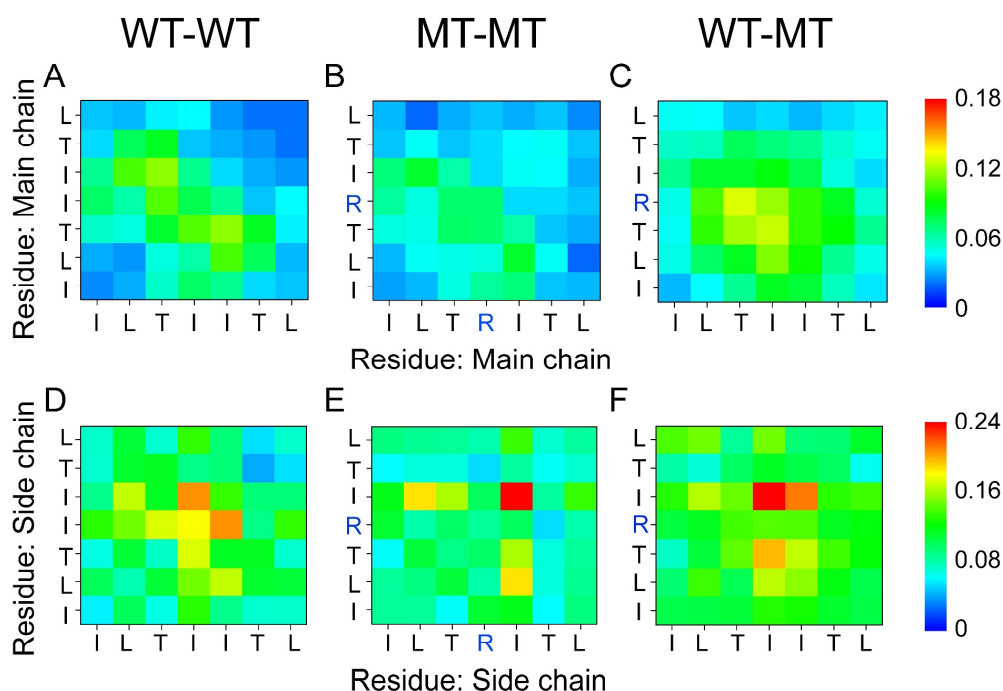 WT-WT MT-MT WT-MT
A B C
Residue: Main chain
L L L 0.18
T T T
I I I 0.12
I R R
T T T 0.06
L L L
I I I 0
I L T I I T L I L T R I T L I L T I I T L
Residue: Main chain
D E F
Residue: Side chain
L L L 0.24
T T T
I I I 0.16
I R R
T T T 0.08
L L L
I I I 0
I L T I I T L I L T R I T L I L T I I T L
Residue: Side chain